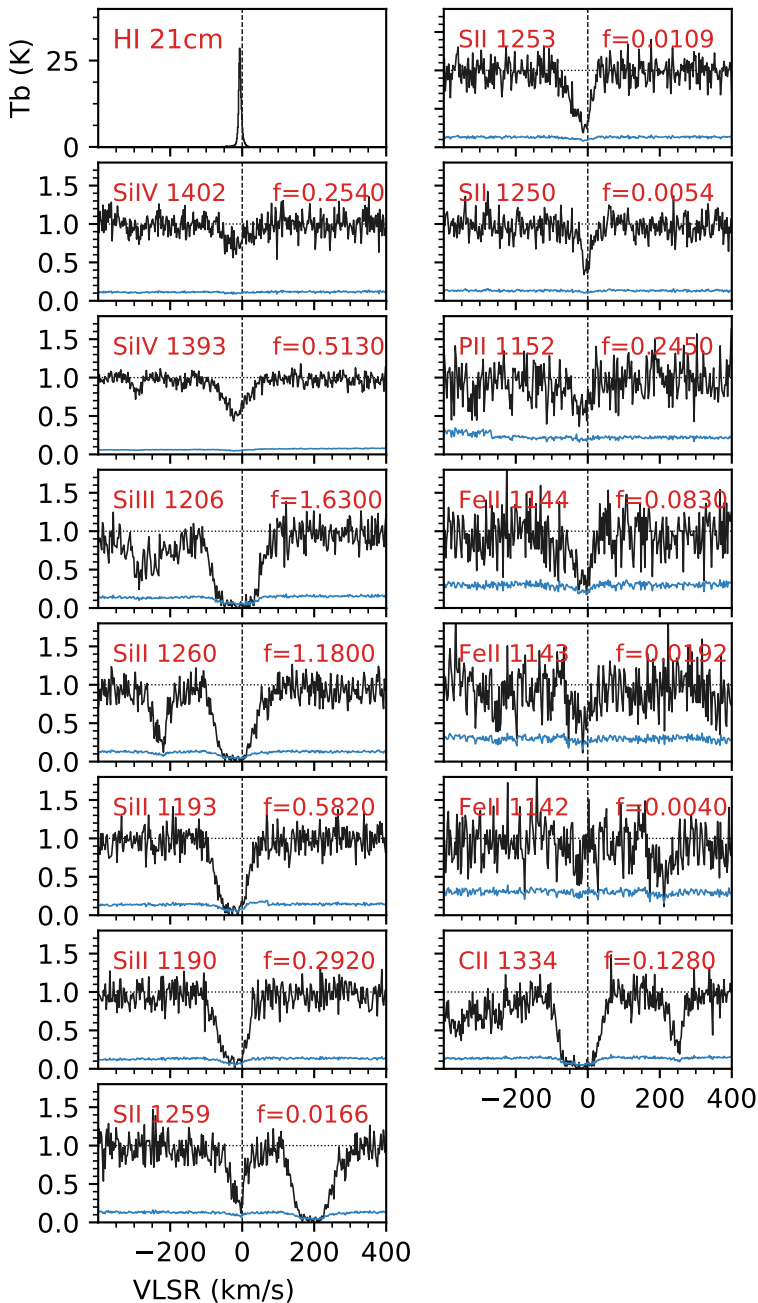 HI 21cm
Tb (K)
25
0
SiIV 1402 f=0.2540
1.5
1.0
0.5
0.0
SiIV 1393 f=0.5130
1.5
1.0
0.5
0.0
SiIII 1206 f=1.6300
1.5
1.0
0.5
0.0
SiII 1260 f=1.1800
1.5
1.0
0.5
0.0
SiII 1193 f=0.5820
1.5
1.0
0.5
0.0
SiII 1190 f=0.2920
1.5
1.0
0.5
0.0
SII 1259 f=0.0166
1.5
1.0
0.5
0.0
−200 0 200 400
VLSR (km/s)
SII 1253 f=0.0109
SII 1250 f=0.0054
PII 1152 f=0.2450
FeII 1144 f=0.0830
FeII 1143 f=0.0192
FeII 1142 f=0.0040
CII 1334 f=0.1280
−200 0 200 400